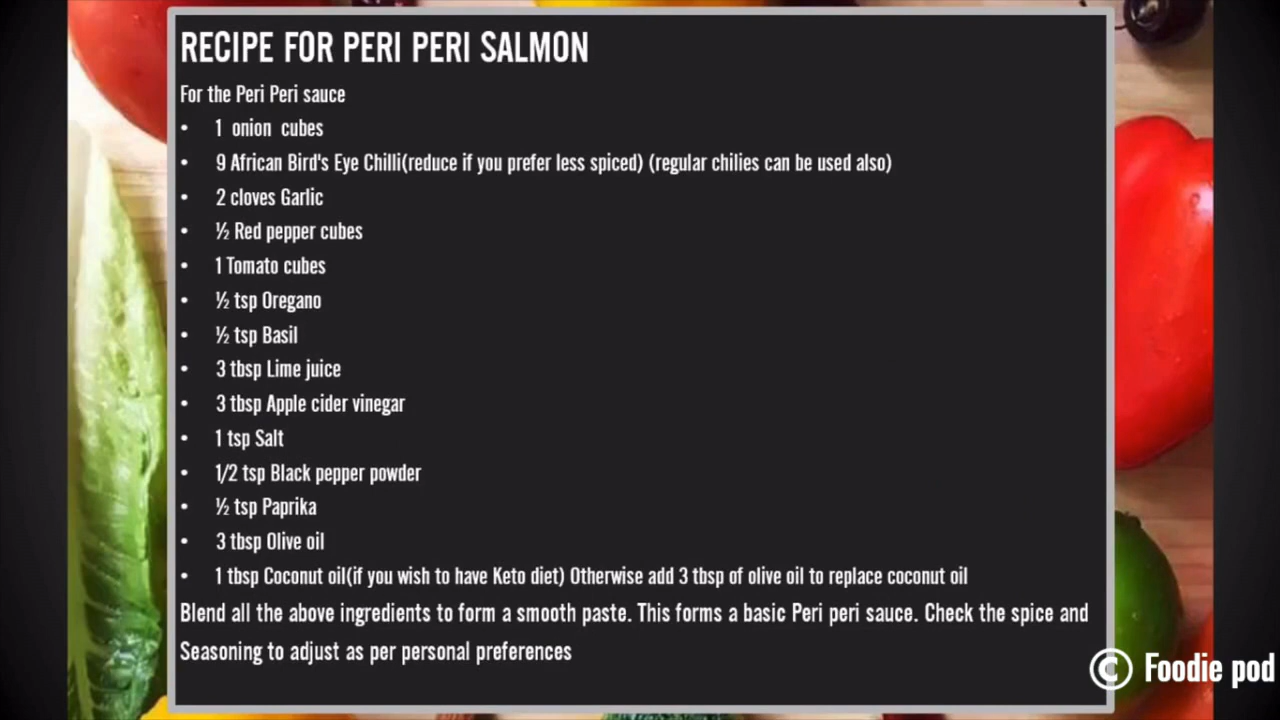 RECIPE FOR PERI PERI SALMON
For the Peri Peri sauce
• 1 onion cubes
• 9 African Bird's Eye Chilli(reduce if you prefer less spiced) (regular chilies can be used also)
• 2 cloves Garlic
• ½ Red pepper cubes
• 1 Tomato cubes
• ½ tsp Oregano
• ½ tsp Basil
• 3 tbsp Lime juice
• 3 tbsp Apple cider vinegar
• 1 tsp Salt
• 1/2 tsp Black pepper powder
• ½ tsp Paprika
• 3 tbsp Olive oil
• 1 tbsp Coconut oil(if you wish to have Keto diet) Otherwise add 3 tbsp of olive oil to replace coconut oil
Blend all the above ingredients to form a smooth paste. This forms a basic Peri peri sauce. Check the spice and
Seasoning to adjust as per personal preferences
© Foodie pod